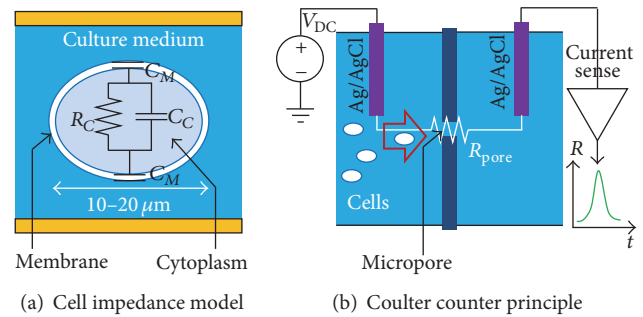 Culture medium
C_M
R_C
C_C
C_M
10–20 μm
Membrane
Cytoplasm
(a) Cell impedance model
V_DC
+
−
Ag/AgCl
Ag/AgCl
Current
sense
R_pore
Cells
R
t
Micropore
(b) Coulter counter principle